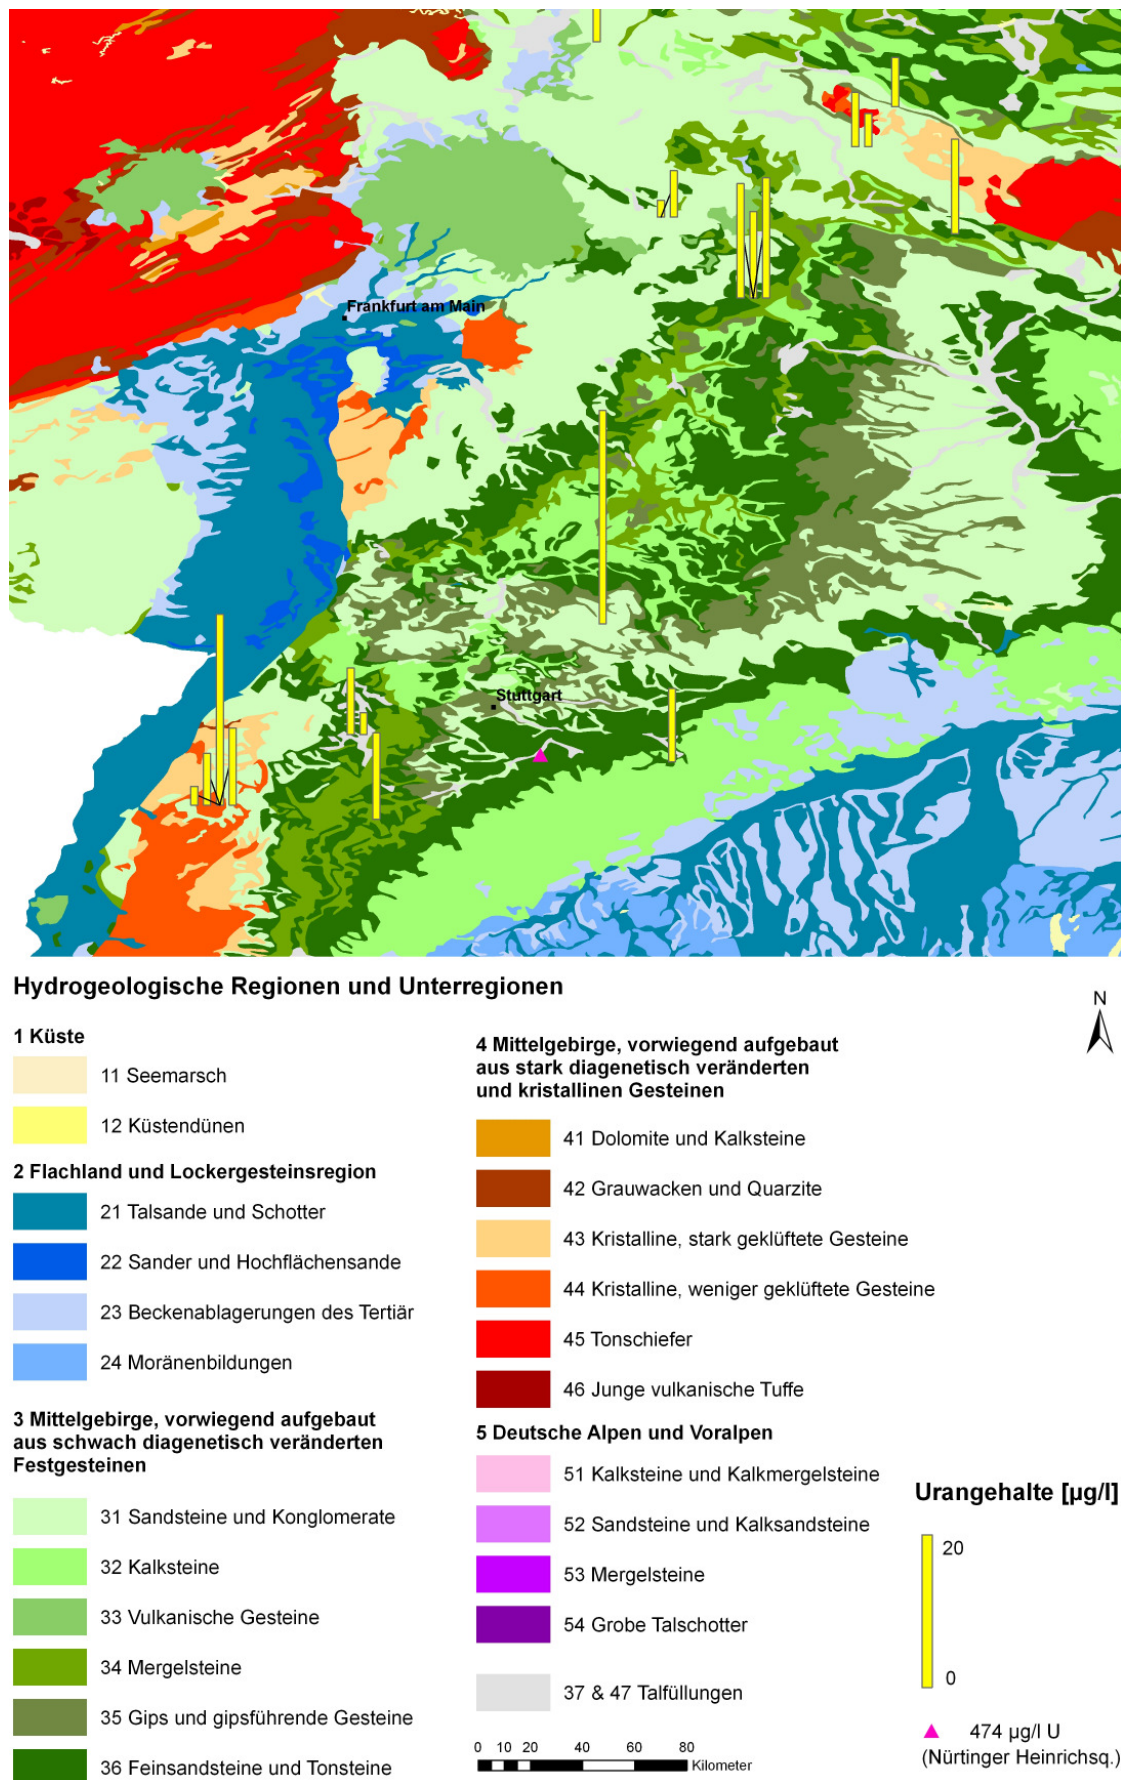 Frankfurt am Main
Stuttgart
Hydrogeologische Regionen und Unterregionen
N
1 Küste
11 Seemarsch
12 Küstendünen
2 Flachland und Lockergesteinsregion
21 Talsande und Schotter
22 Sander und Hochflächensande
23 Beckenablagerungen des Tertiär
24 Moränenbildungen
3 Mittelgebirge, vorwiegend aufgebaut
aus schwach diagenetisch veränderten
Festgesteinen
31 Sandsteine und Konglomerate
32 Kalksteine
33 Vulkanische Gesteine
34 Mergelsteine
35 Gips und gipsführende Gesteine
36 Feinsandsteine und Tonsteine
4 Mittelgebirge, vorwiegend aufgebaut
aus stark diagenetisch veränderten
und kristallinen Gesteinen
41 Dolomite und Kalksteine
42 Grauwacken und Quarzite
43 Kristalline, stark geklüftete Gesteine
44 Kristalline, weniger geklüftete Gesteine
45 Tonschiefer
46 Junge vulkanische Tuffe
5 Deutsche Alpen und Voralpen
51 Kalksteine und Kalkmergelsteine
52 Sandsteine und Kalksandsteine
53 Mergelsteine
54 Grobe Talschotter
37 & 47 Talfüllungen
0 10 20 40 60 80
Kilometer
Urangehalte [µg/l]
20
0
474 µg/l U
(Nürtinger Heinrichsq.)